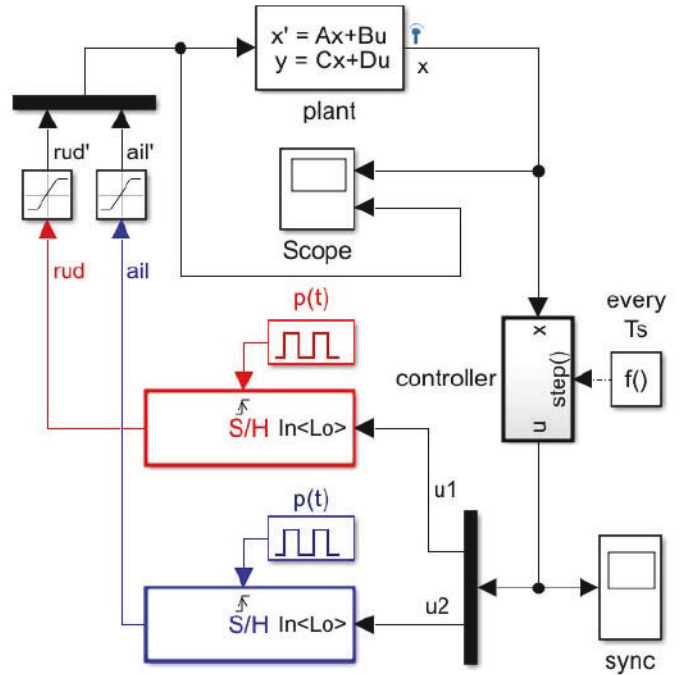 x' = Ax+Bu
y = Cx+Du
x
plant
rud'
ail'
Scope
rud
ail
p(t)
every
Ts
x
step()
u
f()
controller
S/H
In<Lo>
u1
p(t)
S/H
In<Lo>
u2
sync